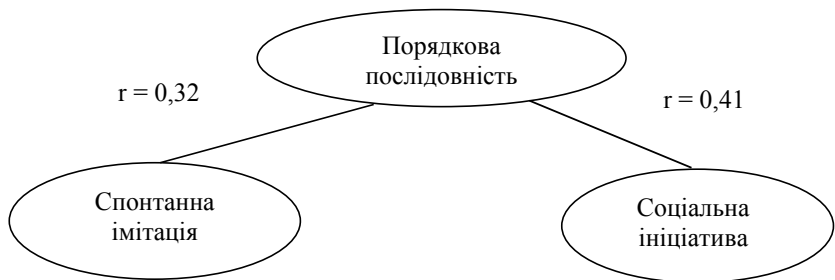 Порядкова
послідовність
r = 0,32
r = 0,41
Спонтанна
імітація
Соціальна
ініціатива